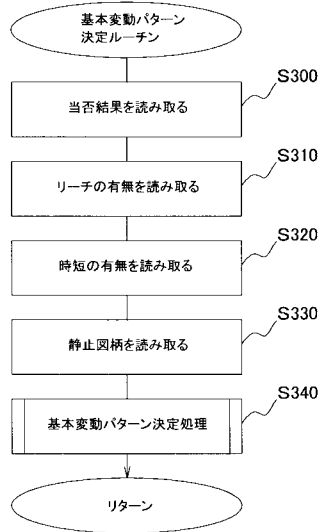 基本変動パターン
決定ルーチン
S300
当否結果を読み取る
S310
リーチの有無を読み取る
S320
時短の有無を読み取る
S330
静止図柄を読み取る
S340
基本変動パターン決定処理
リターン